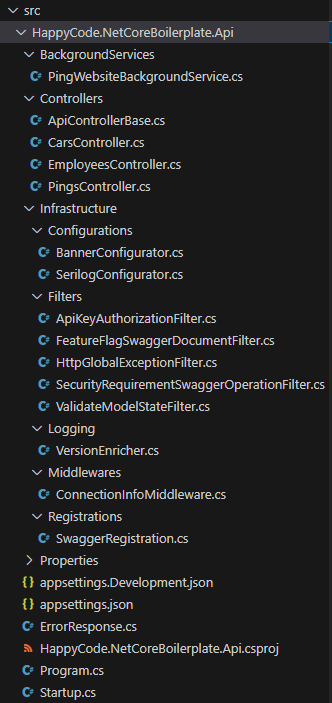 src
HappyCode.NetCoreBoilerplate.Api
BackgroundServices
C# PingWebsiteBackgroundService.cs
Controllers
C# ApiControllerBase.cs
C# CarsController.cs
C# EmployeesController.cs
C# PingsController.cs
Infrastructure
Configurations
C# BannerConfigurator.cs
C# SerilogConfigurator.cs
Filters
C# ApiKeyAuthorizationFilter.cs
C# FeatureFlagSwaggerDocumentFilter.cs
C# HttpGlobalExceptionFilter.cs
C# SecurityRequirementSwaggerOperationFilter.cs
C# ValidateModelStateFilter.cs
Logging
C# VersionEnricher.cs
Middlewares
C# ConnectionInfoMiddleware.cs
Registrations
C# SwaggerRegistration.cs
Properties
{} appsettings.Development.json
{} appsettings.json
C# ErrorResponse.cs
HappyCode.NetCoreBoilerplate.Api.csproj
C# Program.cs
C# Startup.cs